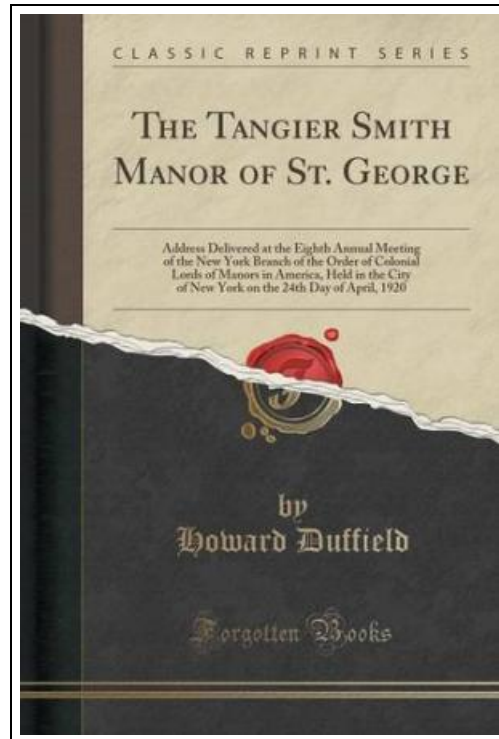 CLASSIC REPRINT SERIES
THE TANGIER SMITH
MANOR OF ST. GEORGE
Address Delivered at the Eighth Annual Meeting
of the New York Branch of the Order of Colonial
Lords of Manors in America, Held in the City
of New York on the 24th Day of April, 1920
by
Howard Duffield
Forgotten Books